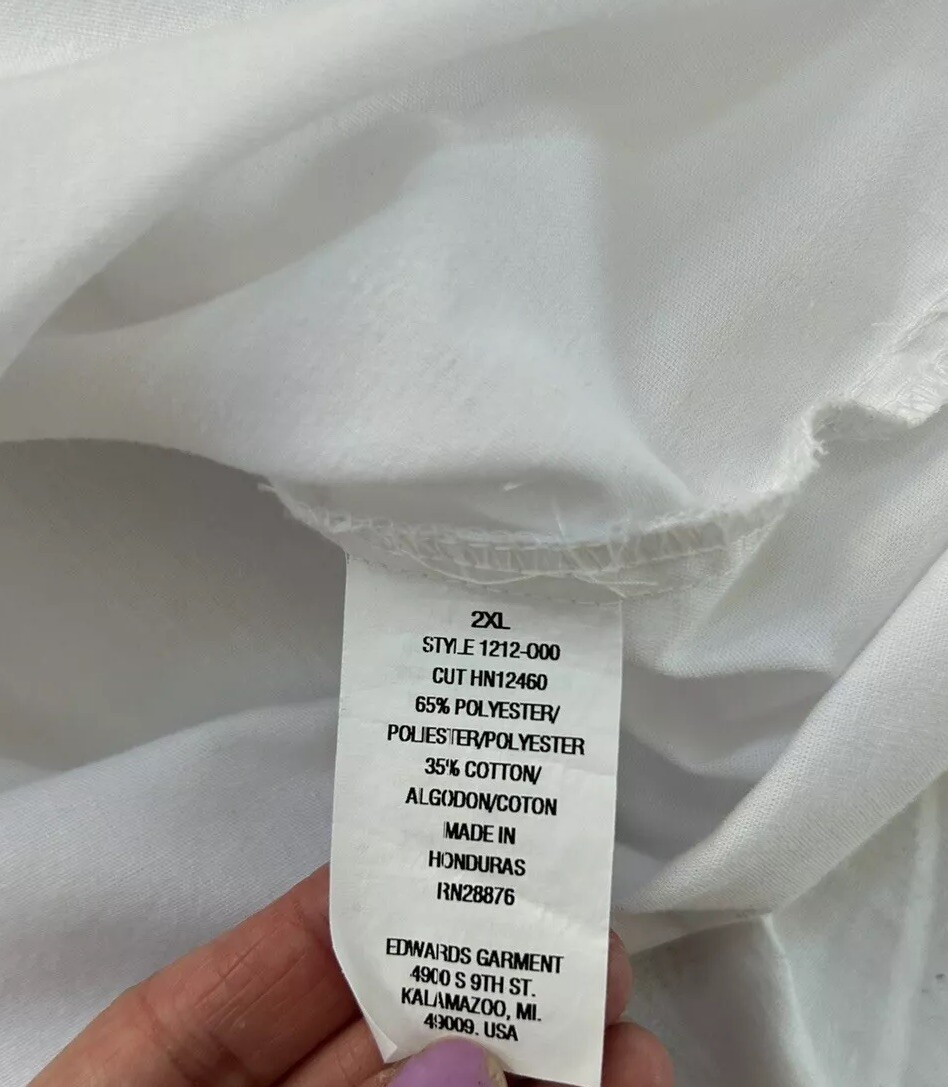 2XL
STYLE 1212-000
CUT HN12460
65% POLYESTER/
POLIESTER/POLYESTER
35% COTTON/
ALGODON/COTON
MADE IN
HONDURAS
RN28876
EDWARDS GARMENT
4900 S 9TH ST.
KALAMAZOO, MI.
49009. USA